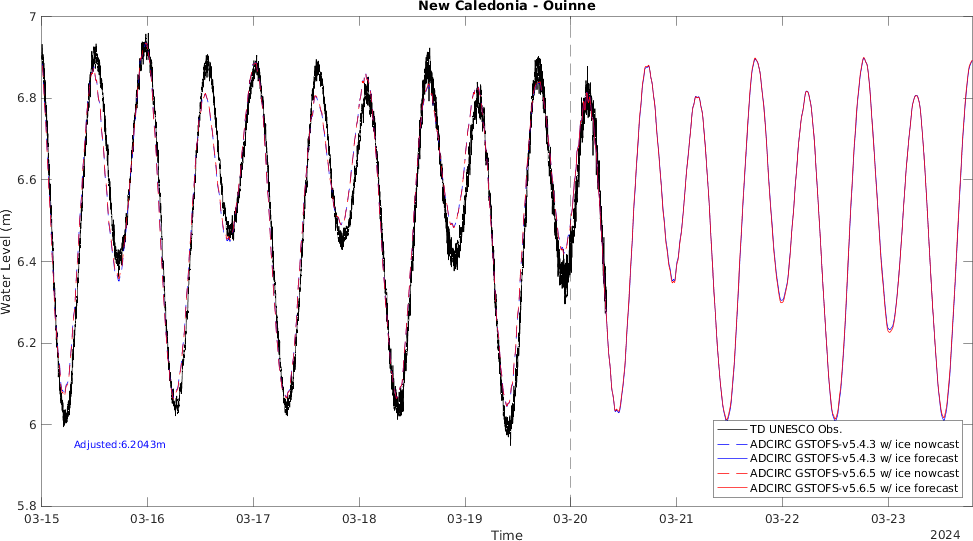 New Caledonia - Ouinne
7
6.8
6.6
6.4
6.2
6
5.8
Water Level (m)
Adjusted:6.2043m
TD UNESCO Obs.
ADCIRC GSTOFS-v5.4.3 w/ ice nowcast
ADCIRC GSTOFS-v5.4.3 w/ ice forecast
ADCIRC GSTOFS-v5.6.5 w/ ice nowcast
ADCIRC GSTOFS-v5.6.5 w/ ice forecast
03-15 03-16 03-17 03-18 03-19 03-20 03-21 03-22 03-23
Time
2024